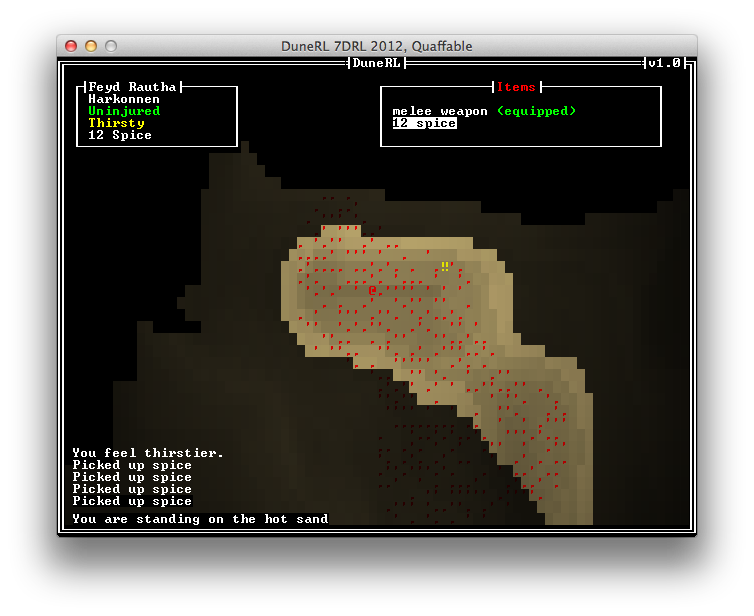 DuneRL 7DRL 2012, Quaffable
DuneRL
v1.0
Feyd Rautha
Harkonnen
Uninjured
Thirsty
12 Spice
Items
melee weapon (equipped)
12 spice
You feel thirstier.
Picked up spice
Picked up spice
Picked up spice
Picked up spice
You are standing on the hot sand